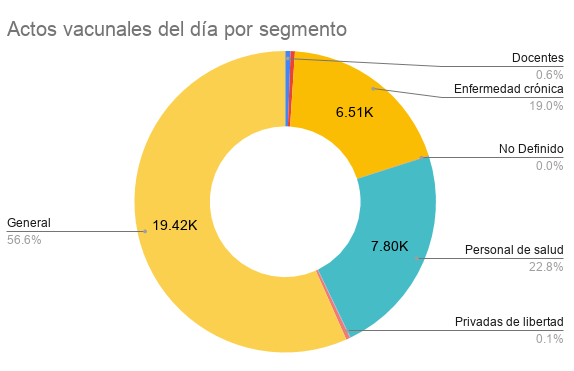 Actos vacunales del día por segmento
Docentes
0.6%
Enfermedad crónica
19.0%
6.51K
No Definido
0.0%
General
56.6%
19.42K
7.80K
Personal de salud
22.8%
Privadas de libertad
0.1%